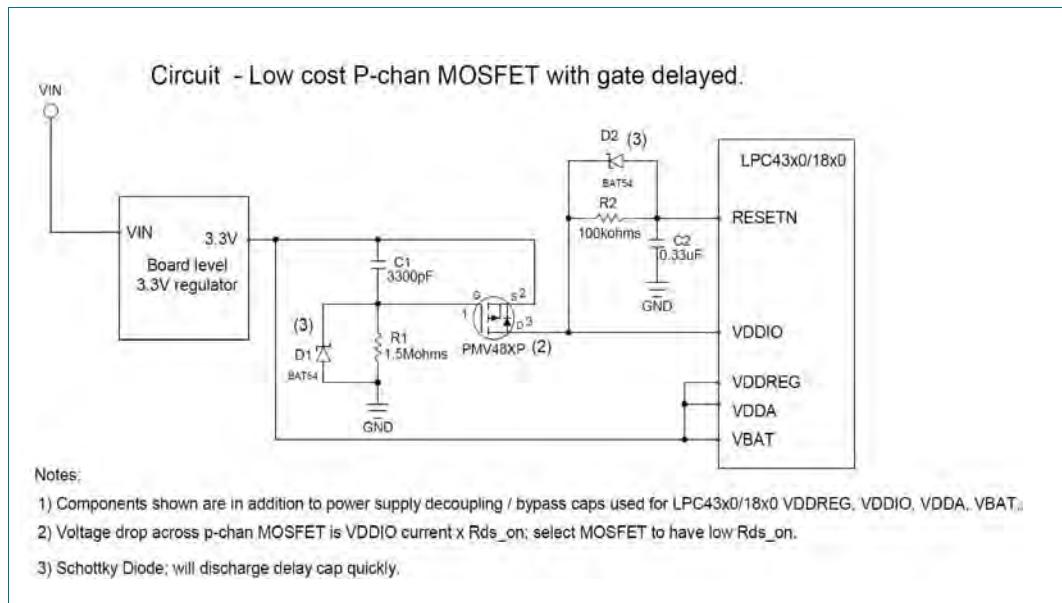 Circuit - Low cost P-chan MOSFET with gate delayed.
VIN
D2 (3)
BAT54
LPC43x0/18x0
R2
100kohms
RESETN
C2
0.33uF
GND
VIN
3.3V
Board level
3.3V regulator
C1
3300pF
G
1
S 2
D 3
PMV48XP (2)
VDDIO
(3)
D1
BAT54
R1
1.5Mohms
GND
VDDREG
VDDA
VBAT
Notes:
1) Components shown are in addition to power supply decoupling / bypass caps used for LPC43x0/18x0 VDDREG, VDDIO, VDDA, VBAT.
2) Voltage drop across p-chan MOSFET is VDDIO current x Rds_on; select MOSFET to have low Rds_on.
3) Schottky Diode; will discharge delay cap quickly.